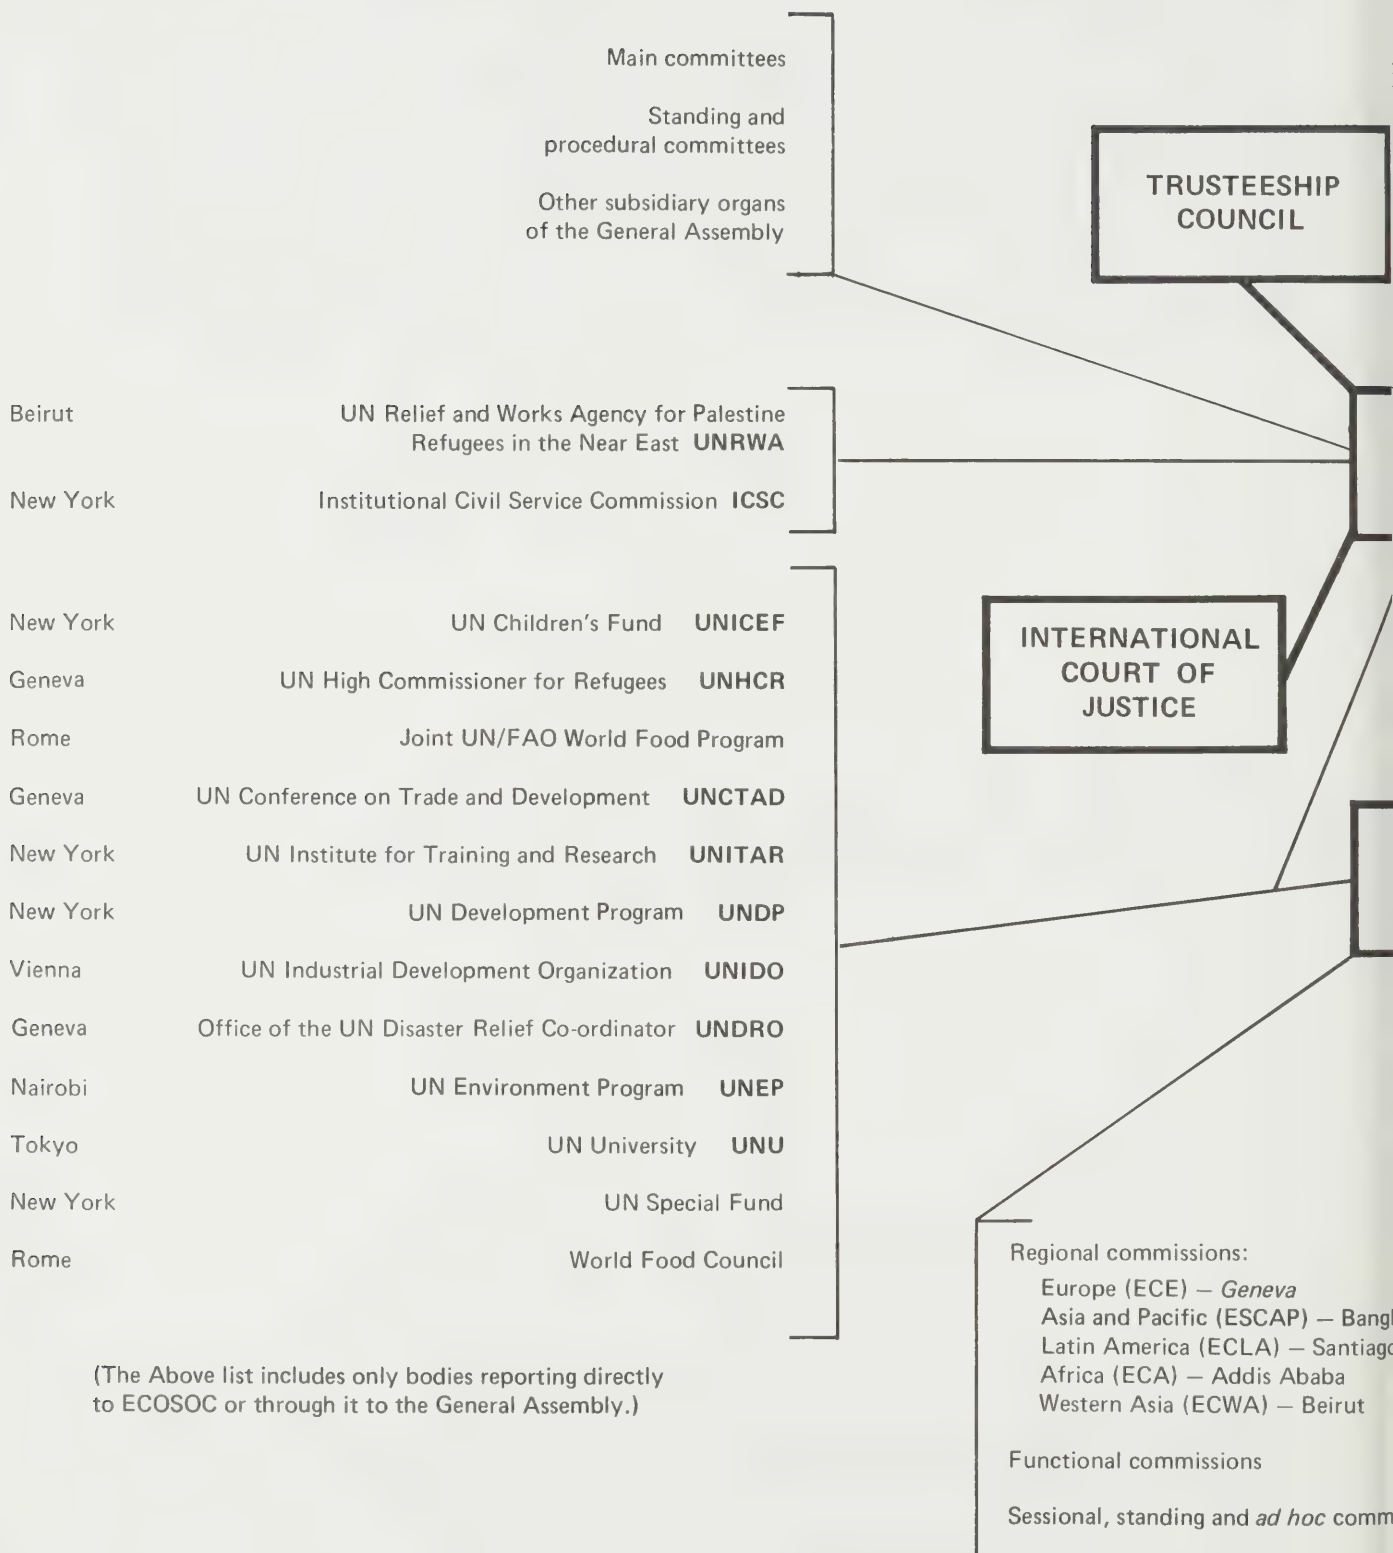 Main committees
Standing and
procedural committees
Other subsidiary organs
of the General Assembly
TRUSTEESHIP
COUNCIL
Beirut UN Relief and Works Agency for Palestine
Refugees in the Near East UNRWA
New York Institutional Civil Service Commission ICSC
New York UN Children's Fund UNICEF
Geneva UN High Commissioner for Refugees UNHCR
Rome Joint UN/FAO World Food Program
Geneva UN Conference on Trade and Development UNCTAD
New York UN Institute for Training and Research UNITAR
New York UN Development Program UNDP
Vienna UN Industrial Development Organization UNIDO
Geneva Office of the UN Disaster Relief Co-ordinator UNDRO
Nairobi UN Environment Program UNEP
Tokyo UN University UNU
New York UN Special Fund
Rome World Food Council
(The Above list includes only bodies reporting directly
to ECOSOC or through it to the General Assembly.)
INTERNATIONAL
COURT OF
JUSTICE
Regional commissions:
Europe (ECE) — Geneva
Asia and Pacific (ESCAP) —
Latin America (ECLA) — Santiago
Africa (ECA) — Addis Ababa
Western Asia (ECWA) — Beirut
Functional commissions
Sessional, standing and ad hoc